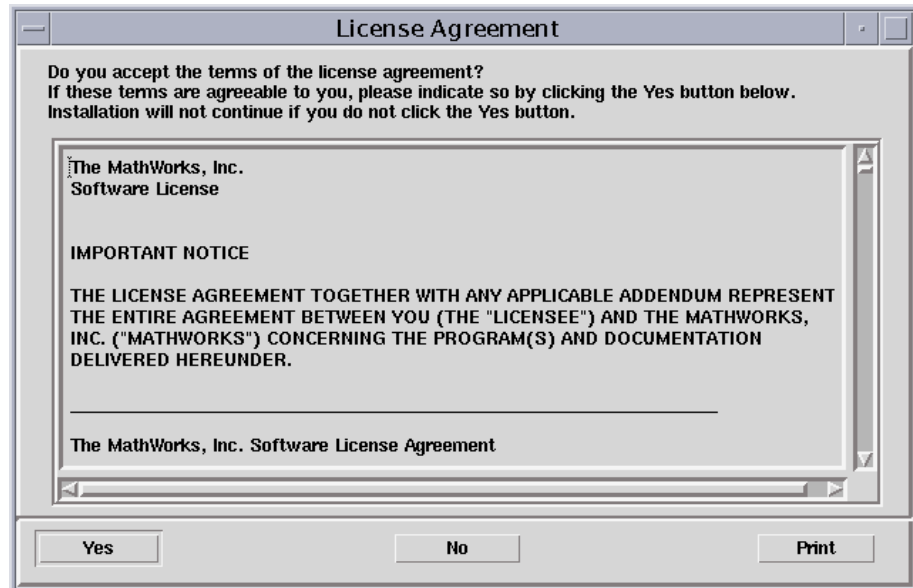 License Agreement
Do you accept the terms of the license agreement?
If these terms are agreeable to you, please indicate so by clicking the Yes button below.
Installation will not continue if you do not click the Yes button.
The MathWorks, Inc.
Software License
IMPORTANT NOTICE
THE LICENSE AGREEMENT TOGETHER WITH ANY APPLICABLE ADDENDUM REPRESENT
THE ENTIRE AGREEMENT BETWEEN YOU (THE "LICENSEE") AND THE MATHWORKS,
INC. ("MATHWORKS") CONCERNING THE PROGRAM(S) AND DOCUMENTATION
DELIVERED HEREUNDER.
The MathWorks, Inc. Software License Agreement
Yes
No
Print